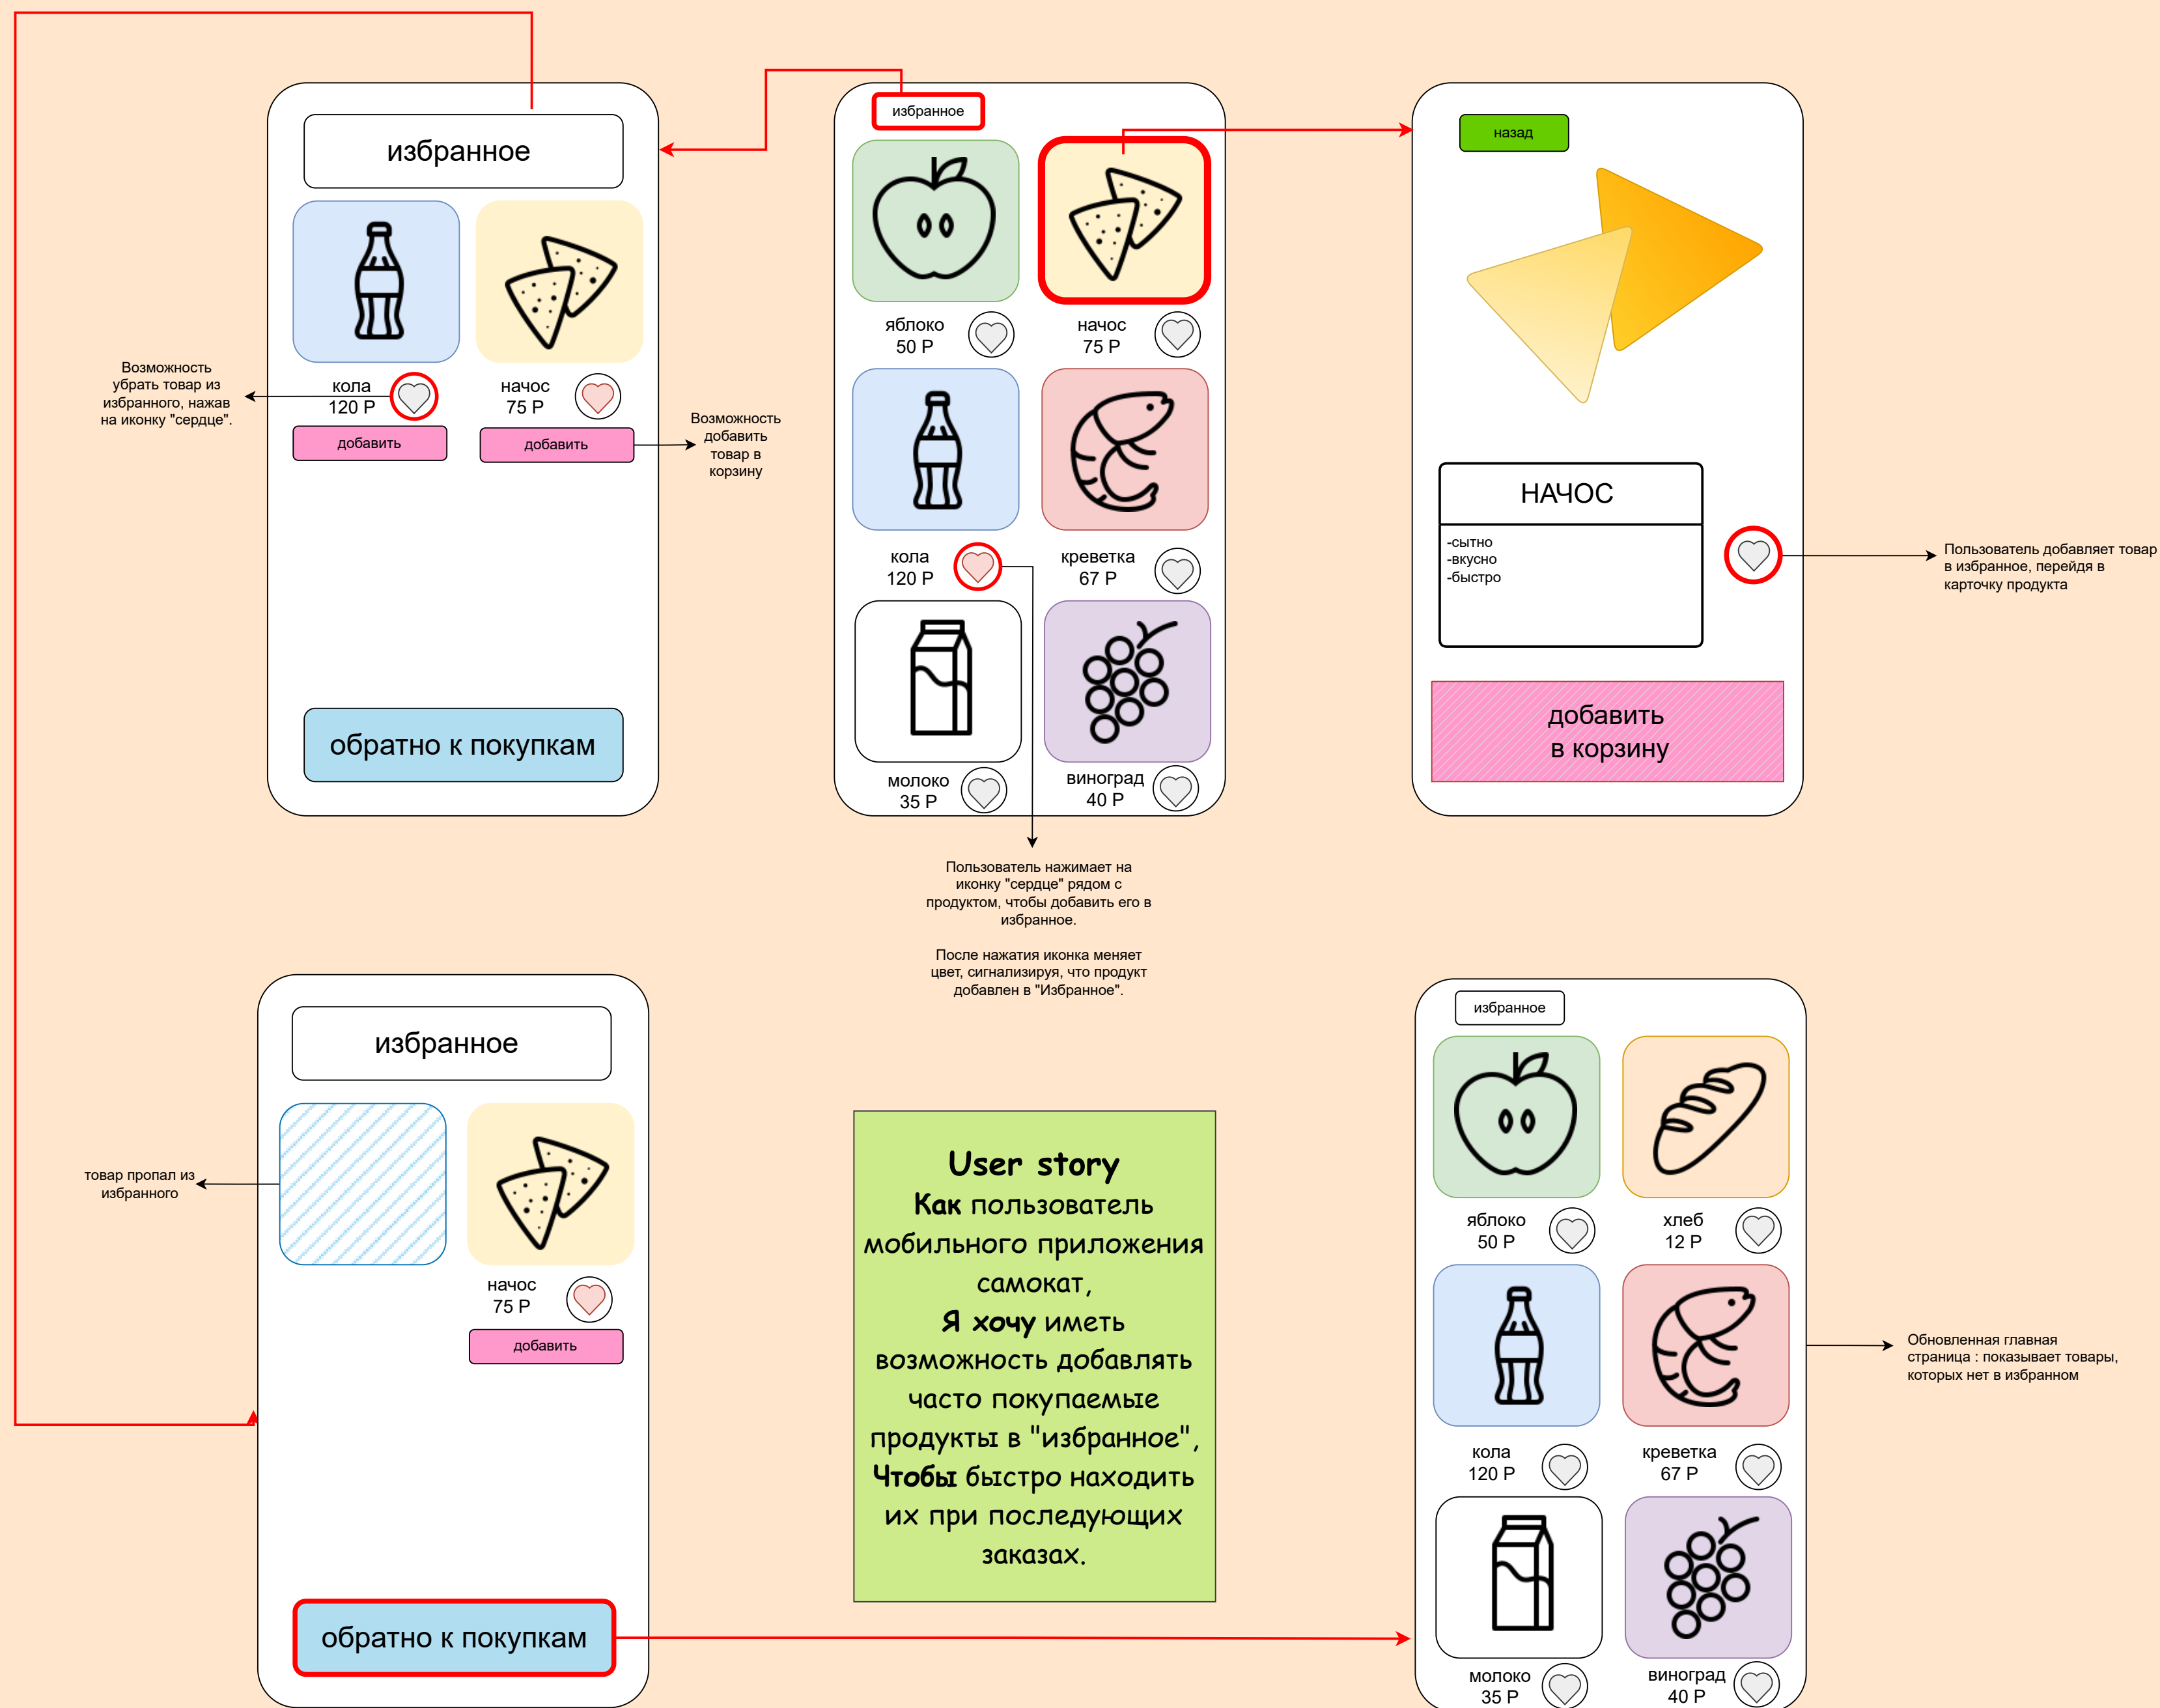 избранное
кола
120 Р
начос
75 Р
добавить
добавить
обратно к покупкам
Возможность
убрать товар из
избранного, нажав
на иконку "сердце".
Возможность
добавить
товар в
корзину
избранное
яблоко
50 Р
начос
75 Р
кола
120 Р
креветка
67 Р
молоко
35 Р
виноград
40 Р
Пользователь нажимает на
иконку "сердце" рядом с
продуктом, чтобы добавить его в
избранное.
После нажатия иконка меняет
цвет, сигнализируя, что продукт
добавлен в "Избранное".
назад
НАЧОС
-сытно
-вкусно
-быстро
добавить
в корзину
Пользователь добавляет товар
в избранное, перейдя в
карточку продукта
избранное
товар пропал из
избранного
начос
75 Р
добавить
обратно к покупкам
User story
Как пользователь
мобильного приложения
самокат,
Я хочу иметь
возможность добавлять
часто покупаемые
продукты в "избранное",
Чтобы быстро находить
их при последующих
заказах.
избранное
яблоко
50 Р
хлеб
12 Р
кола
120 Р
креветка
67 Р
молоко
35 Р
виноград
40 Р
Обновленная главная
страница : показывает товары,
которых нет в избранном